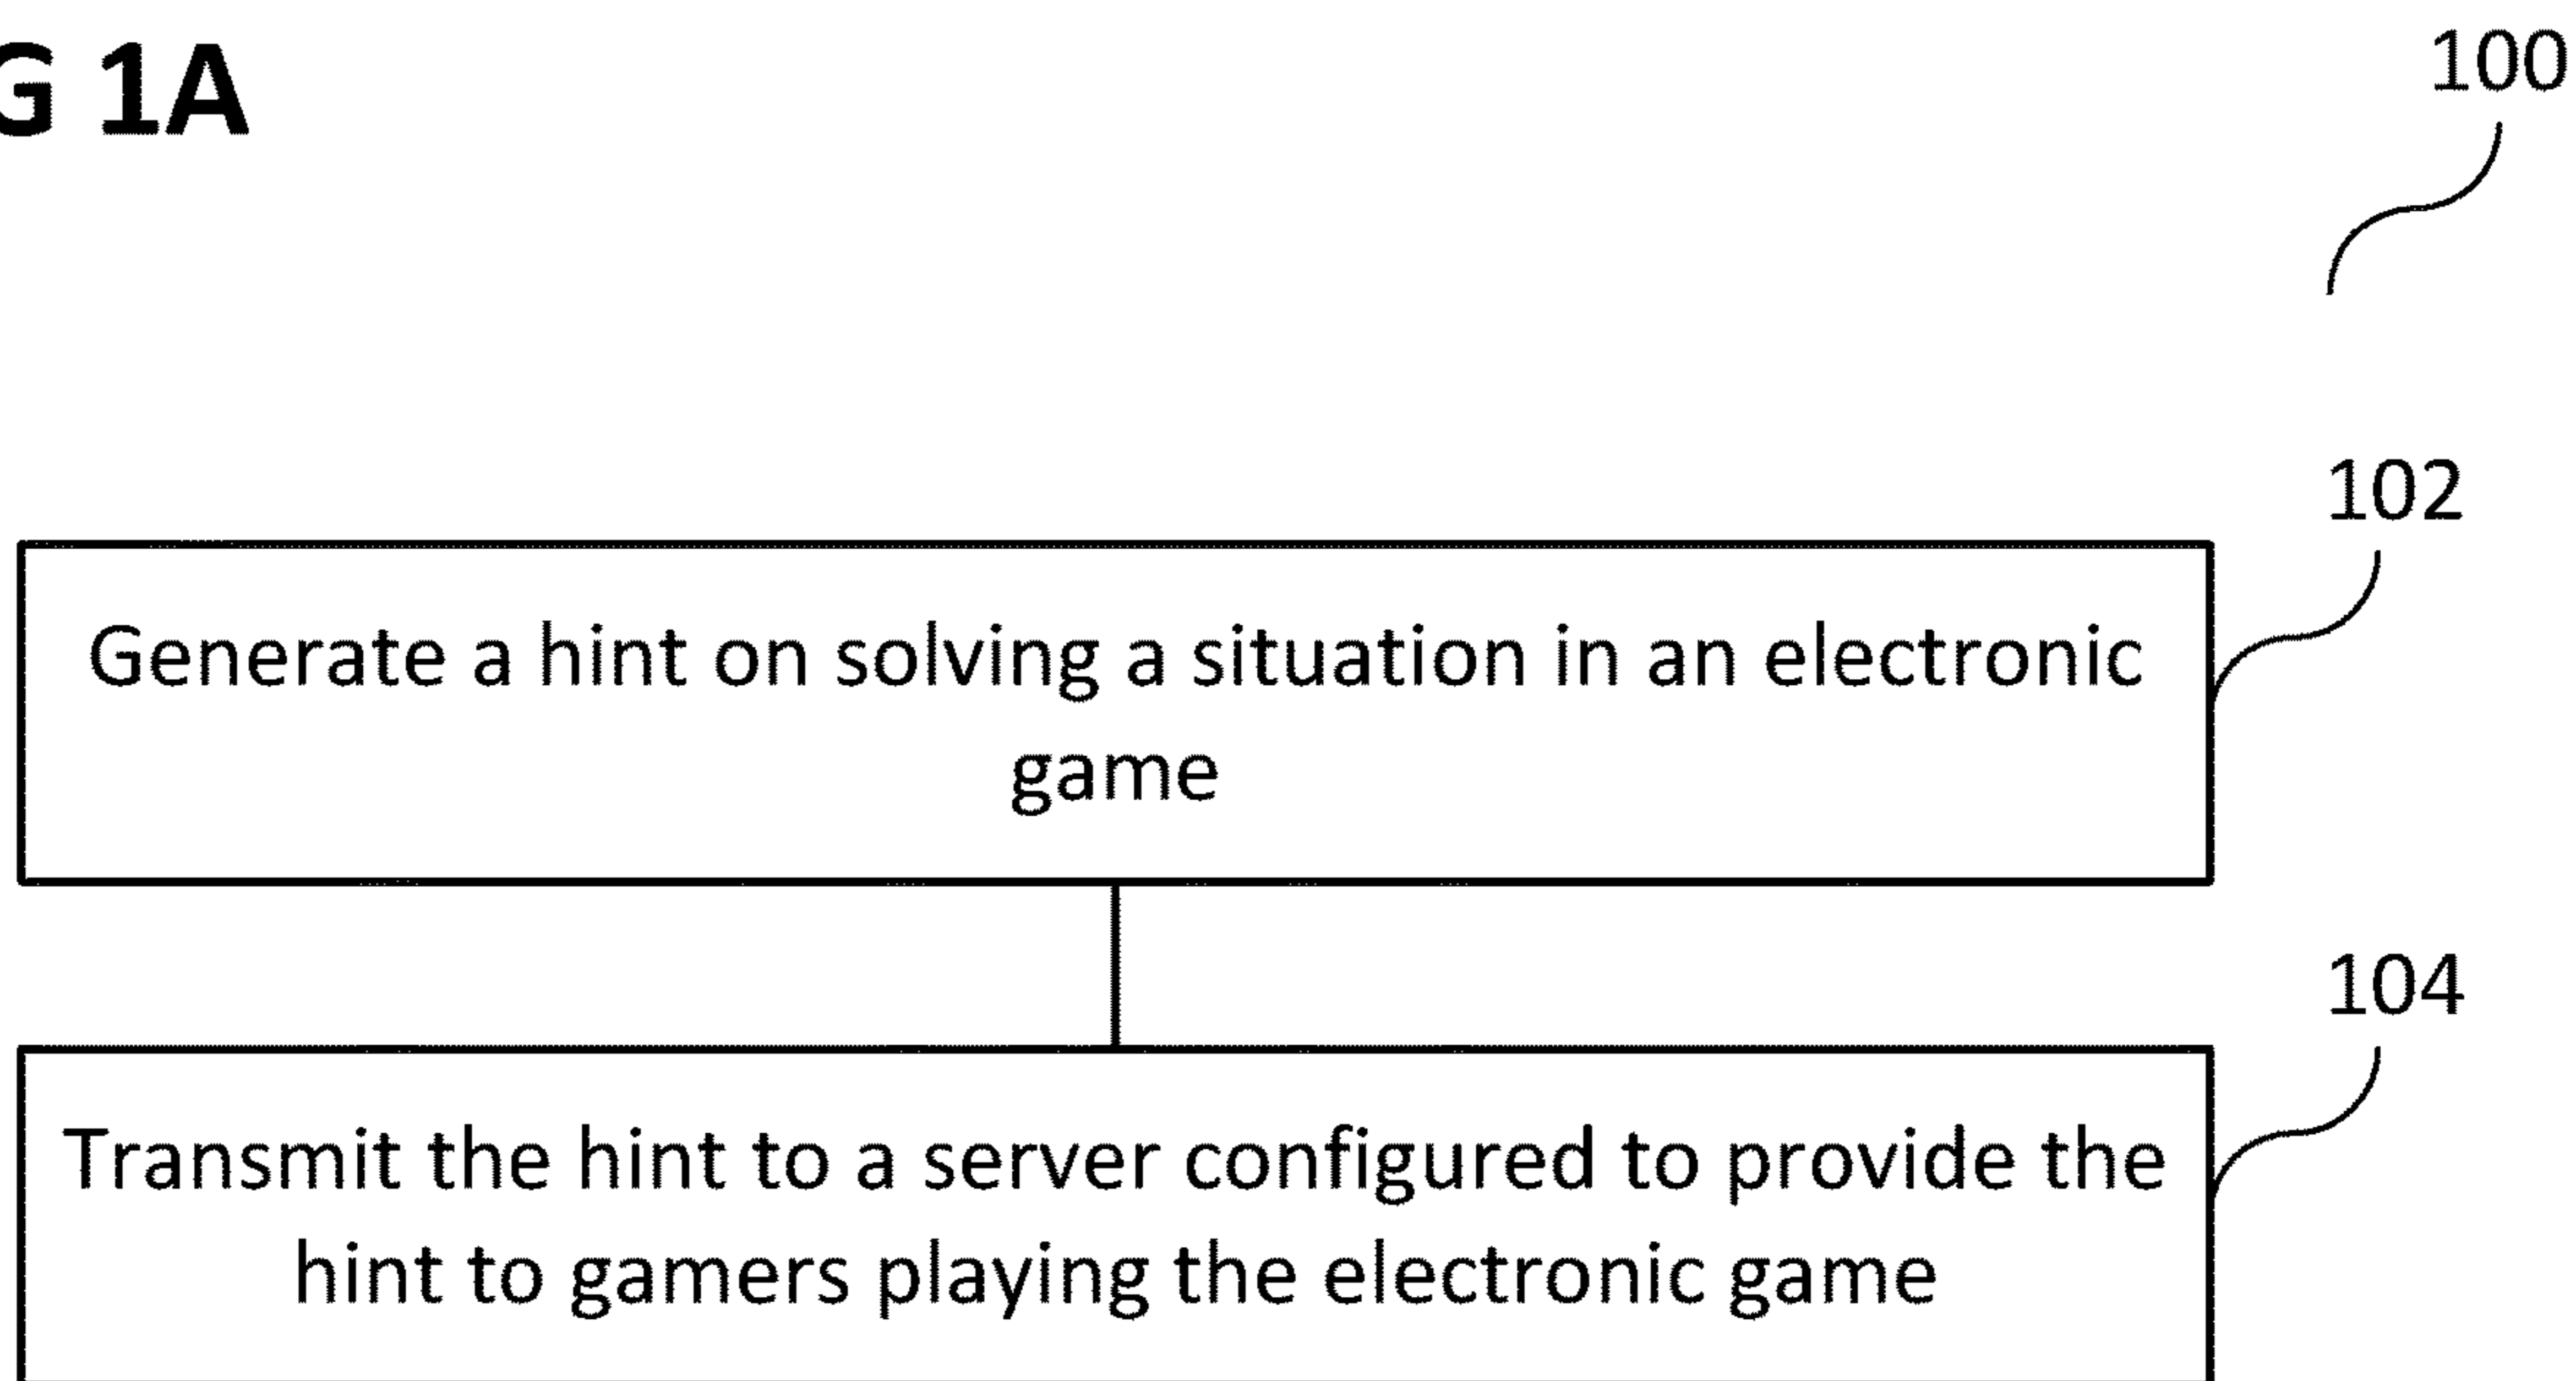 G 1A
100
102
Generate a hint on solving a situation in an electronic
game
104
Transmit the hint to a server configured to provide the
hint to gamers playing the electronic game